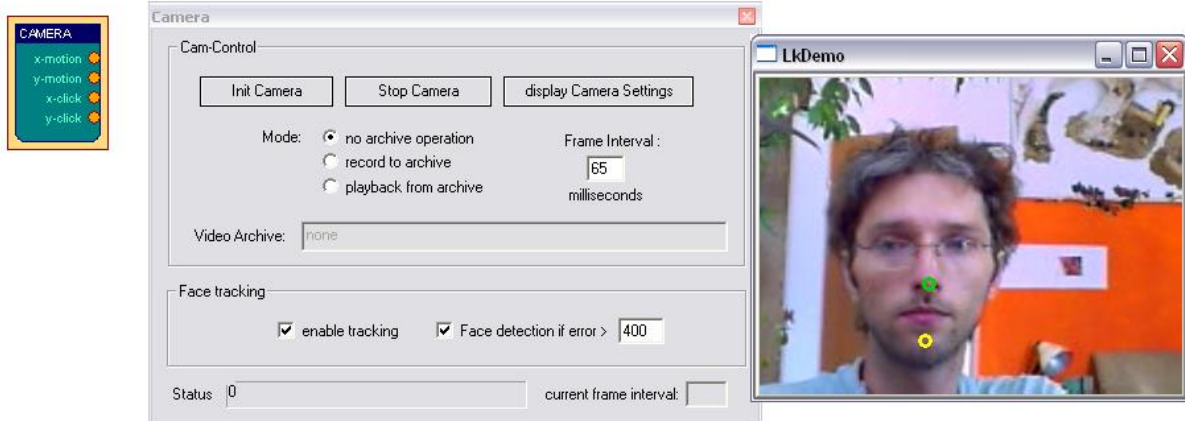 CAMERA
x-motion
y-motion
x-click
y-click
Camera
Cam-Control
Init Camera
Stop Camera
display Camera Settings
Mode:
no archive operation
record to archive
playback from archive
Frame Interval :
65
milliseconds
Video Archive:
none
Face tracking
enable tracking
Face detection if error >
400
Status
0
current frame interval:
LkDemo